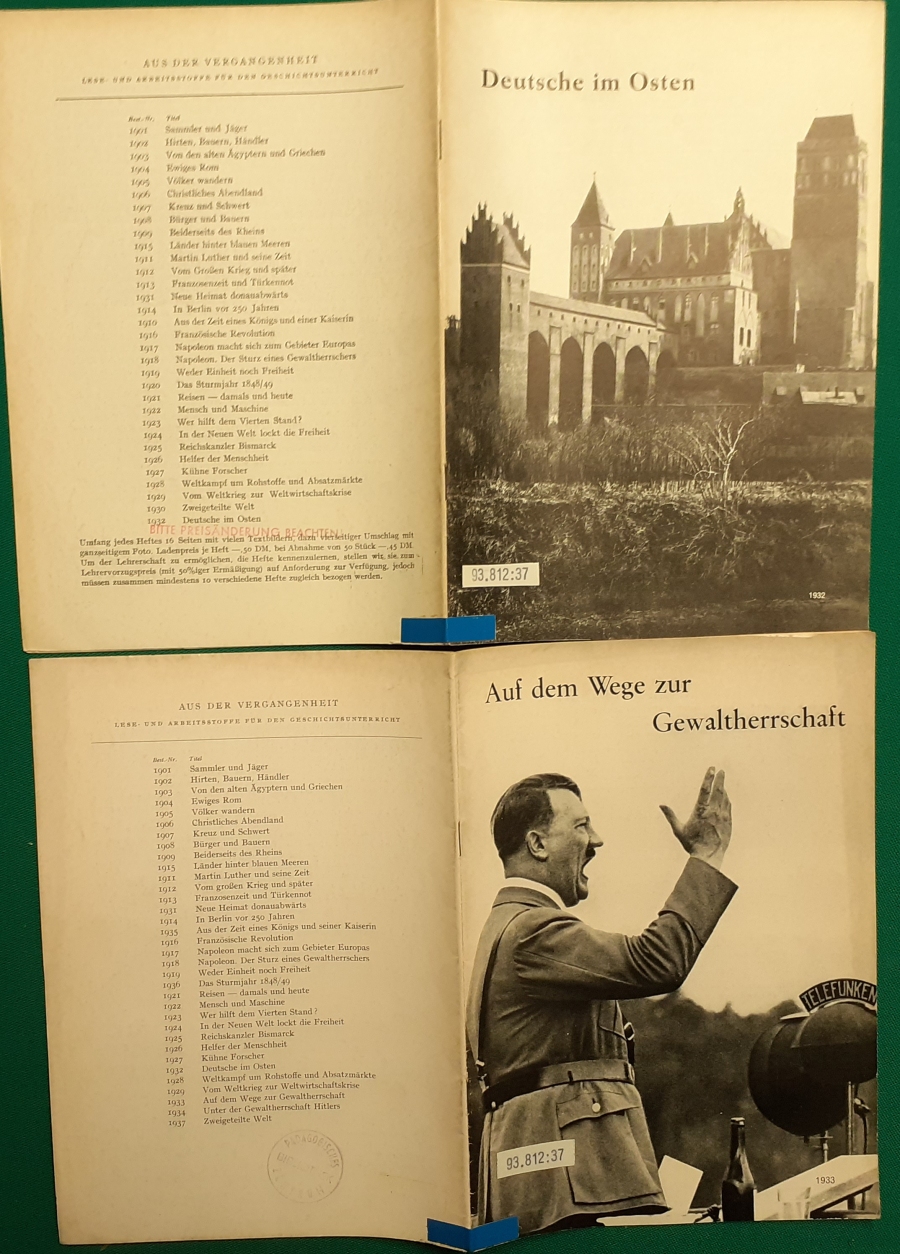 AUS DER VERGANGENHEIT
LESE- UND ARBEITSSTOFFE FÜR DEN GESCHICHTSUNTERRICHT
Best.-Nr. Titel
1901 Sammler und Jäger
1902 Hirten, Bauern, Händler
1903 Von den alten Ägyptern und Griechen
1904 Ewiges Rom
1905 Völker wandern
1906 Christliches Abendland
1907 Kreuz und Schwert
1908 Bürger und Bauern
1909 Beiderseits des Rheins
1915 Länder hinter blauen Meeren
1911 Martin Luther und seine Zeit
1912 Vom Großen Krieg und später
1913 Franzosenzeit und Türkennot
1931 Neue Heimat donauabwärts
1914 In Berlin vor 250 Jahren
1910 Aus der Zeit eines Königs und einer Kaiserin
1916 Französische Revolution
1917 Napoleon macht sich zum Gebieter Europas
1918 Napoleon. Der Sturz eines Gewaltherrschers
1919 Weder Einheit noch Freiheit
1920 Das Sturmjahr 1848/49
1921 Reisen — damals und heute
1922 Mensch und Maschine
1923 Wer hilft dem Vierten Stand?
1924 In der Neuen Welt lockt die Freiheit
1925 Reichskanzler Bismarck
1926 Helfer der Menschheit
1927 Kühne Forscher
1928 Weltkampf um Rohstoffe und Absatzmärkte
1929 Vom Weltkrieg zur Weltwirtschaftskrise
1930 Zweigeteilte Welt
1932 Deutsche im Osten
BITTE PREISÄNDERUNG BEACHTEN!
Umfang jedes Heftes 16 Seiten mit vielen Textbildern, dazu vierseitiger Umschlag mit
ganzseitigem Foto. Ladenpreis je Heft —,50 DM, bei Abnahme von 50 Stück —,45 DM.
Um der Lehrerschaft zu ermöglichen, die Hefte kennenzulernen, stellen wir sie zum
Lehrervorzugspreis (mit 50%iger Ermäßigung) auf Anforderung zur Verfügung, jedoch
müssen zusammen mindestens 10 verschiedene Hefte zugleich bezogen werden.
Deutsche im Osten
93.812:37
1932
AUS DER VERGANGENHEIT
LESE- UND ARBEITSSTOFFE FÜR DEN GESCHICHTSUNTERRICHT
Best.-Nr. Titel
1901 Sammler und Jäger
1902 Hirten, Bauern, Händler
1903 Von den alten Ägyptern und Griechen
1904 Ewiges Rom
1905 Völker wandern
1906 Christliches Abendland
1907 Kreuz und Schwert
1908 Bürger und Bauern
1909 Beiderseits des Rheins
1915 Länder hinter blauen Meeren
1911 Martin Luther und seine Zeit
1912 Vom großen Krieg und später
1913 Franzosenzeit und Türkennot
1931 Neue Heimat donauabwärts
1914 In Berlin vor 250 Jahren
1935 Aus der Zeit eines Königs und seiner Kaiserin
1916 Französische Revolution
1917 Napoleon macht sich zum Gebieter Europas
1918 Napoleon. Der Sturz eines Gewaltherrschers
1919 Weder Einheit noch Freiheit
1936 Das Sturmjahr 1848/49
1921 Reisen — damals und heute
1922 Mensch und Maschine
1923 Wer hilft dem Vierten Stand?
1924 In der Neuen Welt lockt die Freiheit
1925 Reichskanzler Bismarck
1926 Helfer der Menschheit
1927 Kühne Forscher
1932 Deutsche im Osten
1928 Weltkampf um Rohstoffe und Absatzmärkte
1929 Vom Weltkrieg zur Weltwirtschaftskrise
1933 Auf dem Wege zur Gewaltherrschaft
1934 Unter der Gewaltherrschaft Hitlers
1937 Zweigeteilte Welt
Auf dem Wege zur
Gewaltherrschaft
TELEFUNKEN
93.812:37
1933